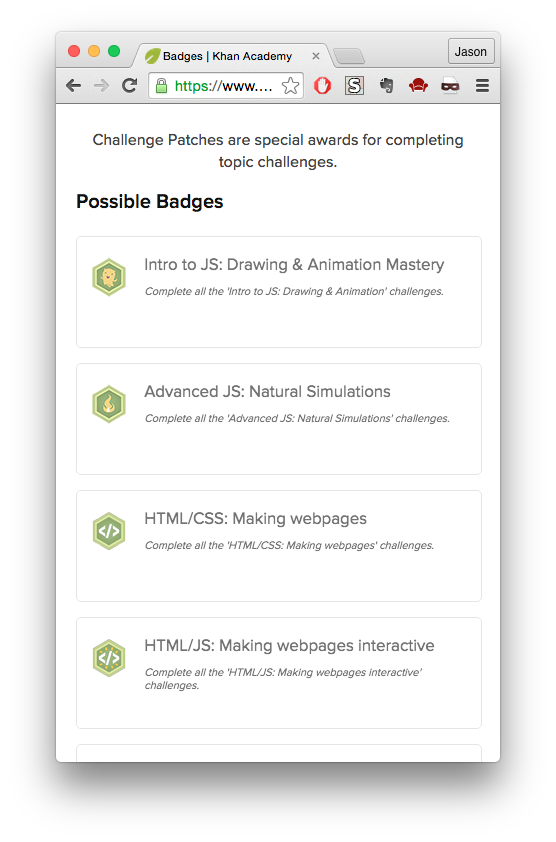 Badges | Khan Academy
Jason
https://www....
Challenge Patches are special awards for completing
topic challenges.
Possible Badges
Intro to JS: Drawing & Animation Mastery
Complete all the 'Intro to JS: Drawing & Animation' challenges.
Advanced JS: Natural Simulations
Complete all the 'Advanced JS: Natural Simulations' challenges.
</>
HTML/CSS: Making webpages
Complete all the 'HTML/CSS: Making webpages' challenges.
</>
HTML/JS: Making webpages interactive
Complete all the 'HTML/JS: Making webpages interactive'
challenges.